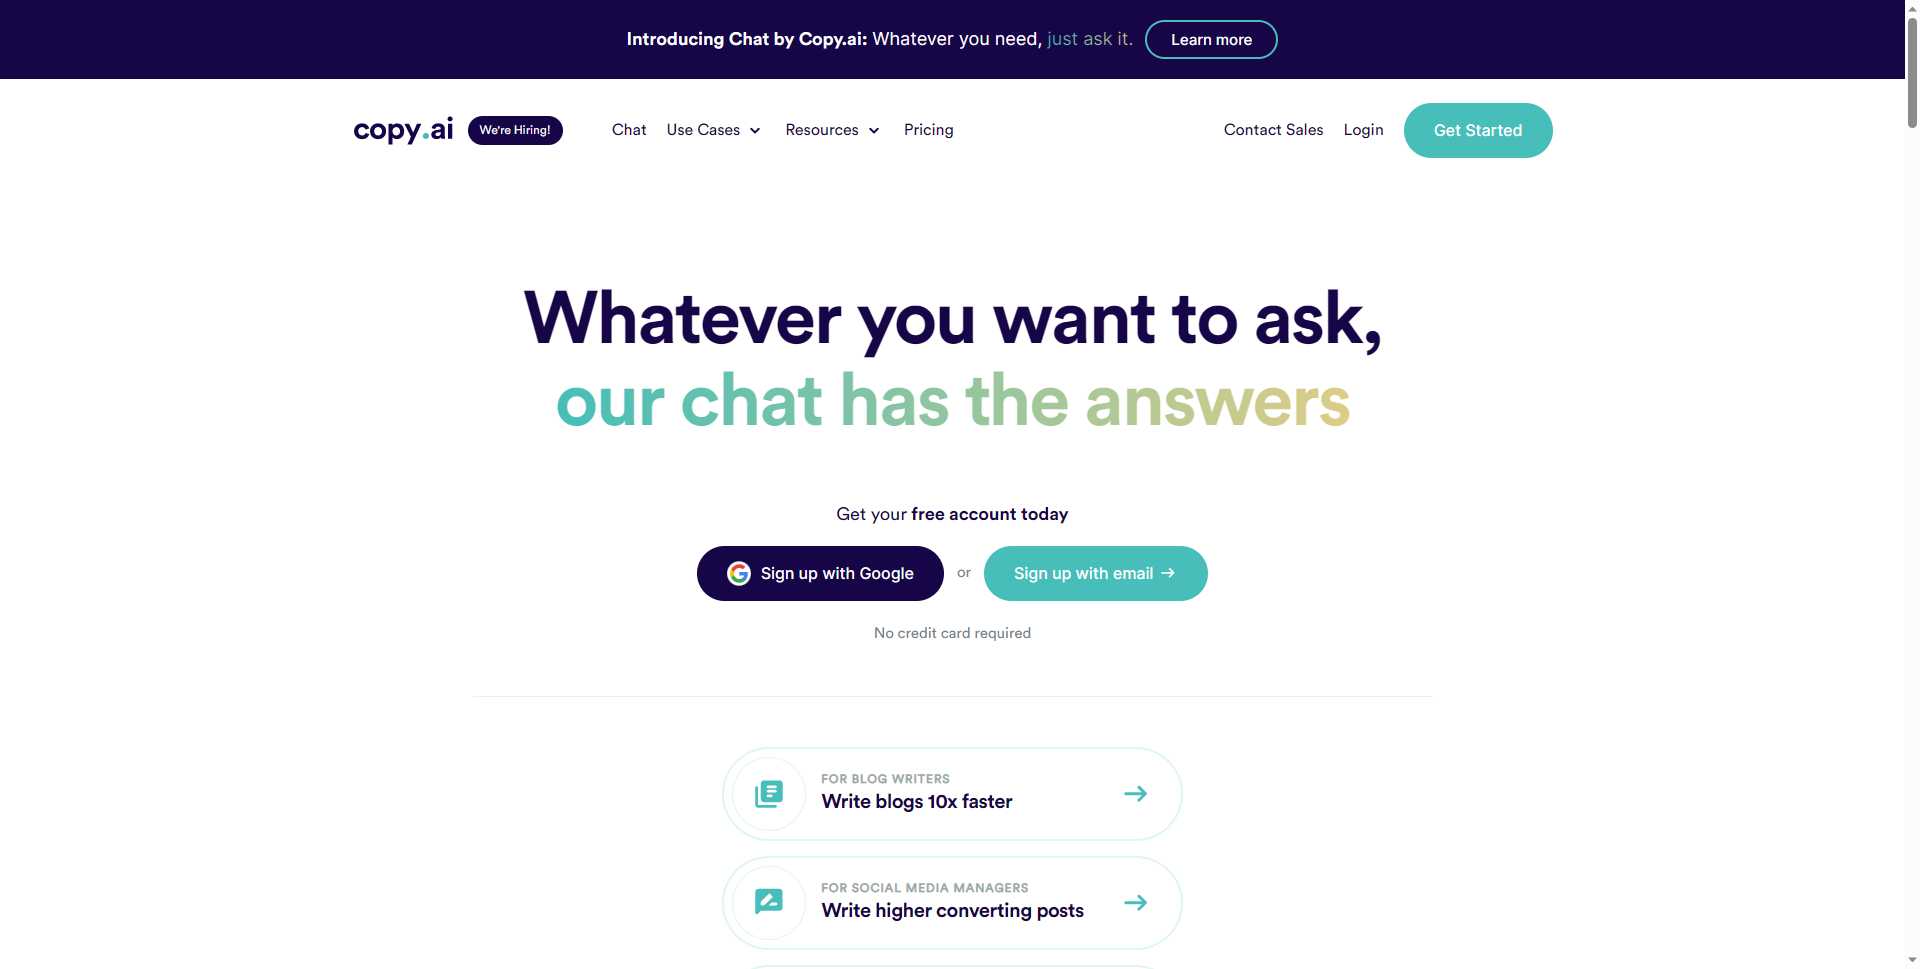 Introducing Chat by Copy.ai: Whatever you need, just ask it. Learn more
copy.ai We're Hiring! Chat Use Cases Resources Pricing Contact Sales Login Get Started
Whatever you want to ask,
our chat has the answers
Get your free account today
Sign up with Google or Sign up with email →
No credit card required
FOR BLOG WRITERS
Write blogs 10x faster
FOR SOCIAL MEDIA MANAGERS
Write higher converting posts